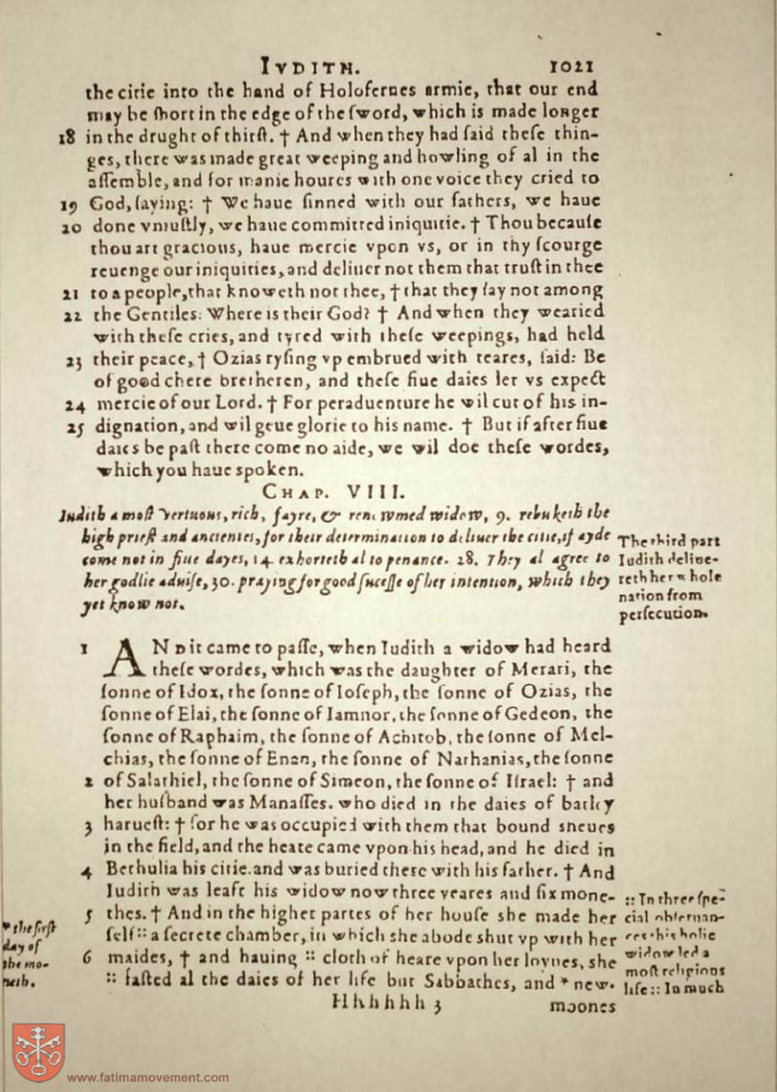 IVDITH. 1021
the citie into the hand of Holofernes armie, that our end
may be ſhort in the edge of the ſword, which is made longer
18 in the drught of thirſt. † And when they had ſaid theſe thin-
ges, there was made great weeping and howling of al in the
aſſemble, and for manie houres with one voice they cried to
19 God, ſaying: † We haue ſinned with our fathers, we haue
20 done vniuſtly, we haue committed iniquitie. † Thou becauſe
thou art gracious, haue mercie vpon vs, or in thy ſcourge
reuenge our iniquities, and deliuer not them that truſt in thee
21 to a people, that knoweth not thee, † that they ſay not among
22 the Gentiles: Where is their God? † And when they wearied
with theſe cries, and tyred with theſe weepings, had held
23 their peace, † Ozias ryſing vp embrued with teares, ſaid: Be
of good chere bretheren, and theſe fiue daies let vs expect
24 mercie of our Lord. † For peraduenture he wil cut of his in-
25 dignation, and wil geue glorie to his name. † But if after fiue
daies be paſt there come no aide, we wil doe theſe wordes,
which you haue spoken.
CHAP. VIII.
Iudith a moſt vertuous, rich, fayre, & renowmed widow, 9. rebuketh the
high prieſt and ancientes, for their determination to deliuer the citie, if ayde
come not in fiue dayes, 14. exhorteth al to penance. 28. They al agree to
her godlie aduiſe, 30. praying for good ſucceſſe of her intention, which they
yet know not.
The third part
Iudith deliue-
reth her whole
nation from
perſecution.
1 AND it came to paſſe, when Iudith a widow had heard
theſe wordes, which was the daughter of Merari, the
ſonne of Idox, the ſonne of Ioſeph, the ſonne of Ozias, the
ſonne of Elai, the ſonne of Iamnor, the ſonne of Gedeon, the
ſonne of Raphaim, the ſonne of Achitob, the ſonne of Mel-
chias, the ſonne of Enan, the ſonne of Nathanias, the ſonne
2 of Salathiel, the ſonne of Simeon, the ſonne of Iſrael: † and
her huſband was Manaſſes. who died in the daies of barley
3 harueſt: † for he was occupied with them that bound sheues
in the field, and the heate came vpon his head, and he died in
4 Bethulia his citie. and was buried there with his father. † And
Iudith was leaft his widow now three yeares and ſix mone-
5 thes. † And in the higher partes of her houſe she made her
ſelf :: a ſecrete chamber, in which she abode shut vp with her
6 maides, † and hauing :: cloth of heare vpon her loynes, she
:: faſted al the daies of her life but Sabbathes, and * new.
* the firſt
day of
the mo-
neth.
:: In three ſpe-
cial obſeruan-
ces this holie
widow led a
moſt religious
life :: In much
Hhhhhh 3 moones
www.fatimamovement.com